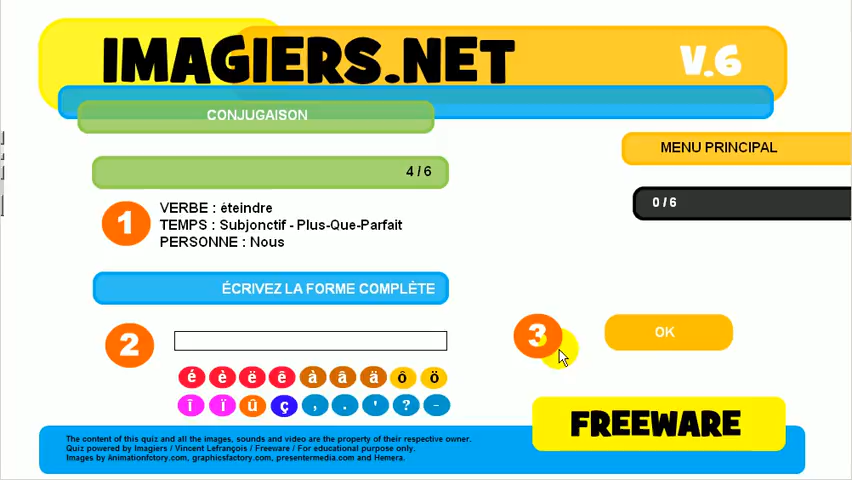 IMAGIERS.NET
V.6
CONJUGAISON
MENU PRINCIPAL
4 / 6
0 / 6
1
VERBE : éteindre
TEMPS : Subjonctif - Plus-Que-Parfait
PERSONNE : Nous
ÉCRIVEZ LA FORME COMPLÈTE
2
3
OK
é è ë ê à â ä ô ö
î ï û ç , . ' ? -
FREEWARE
The content of this quiz and all the images, sounds and video are the property of their respective owner.
Quiz powered by Imagiers / Vincent Lefrançois / Freeware / For educational purpose only.
Images by Animationfctory.com, graphicsfactory.com, presentermedia.com and Hemera.